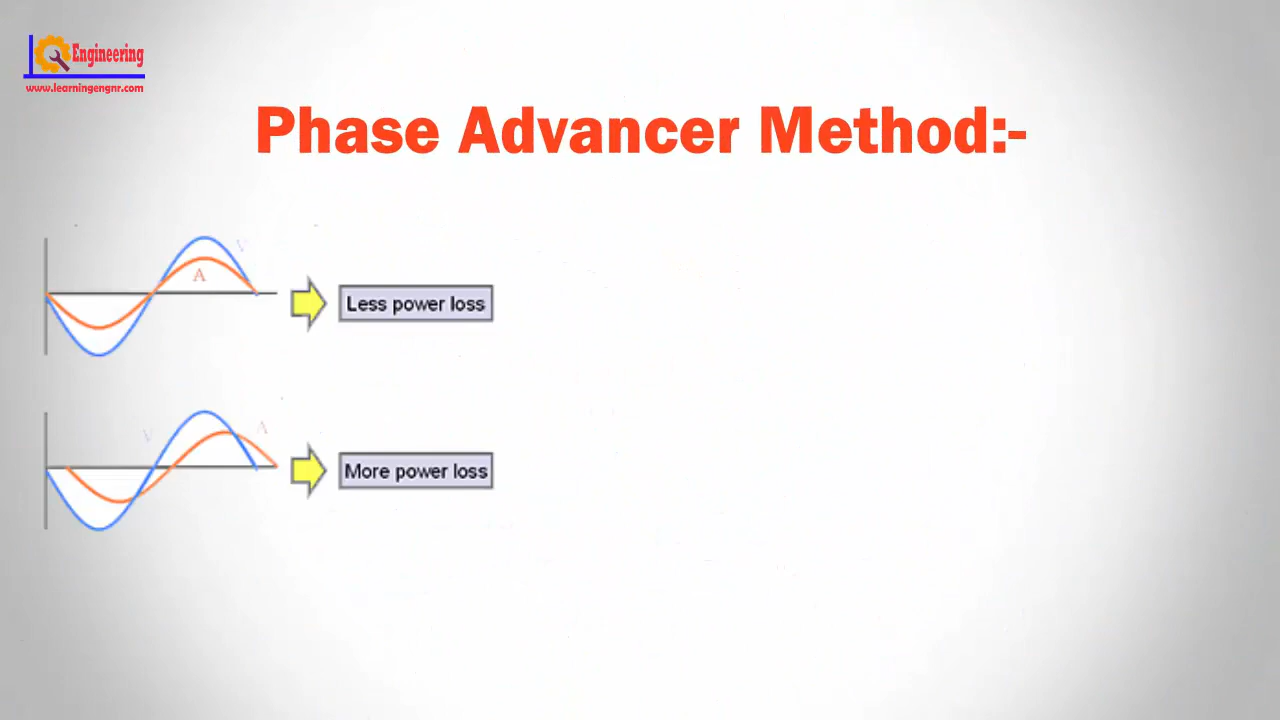 Engineering
www.learningengnr.com
Phase Advancer Method:-
V
A
Less power loss
V
A
More power loss